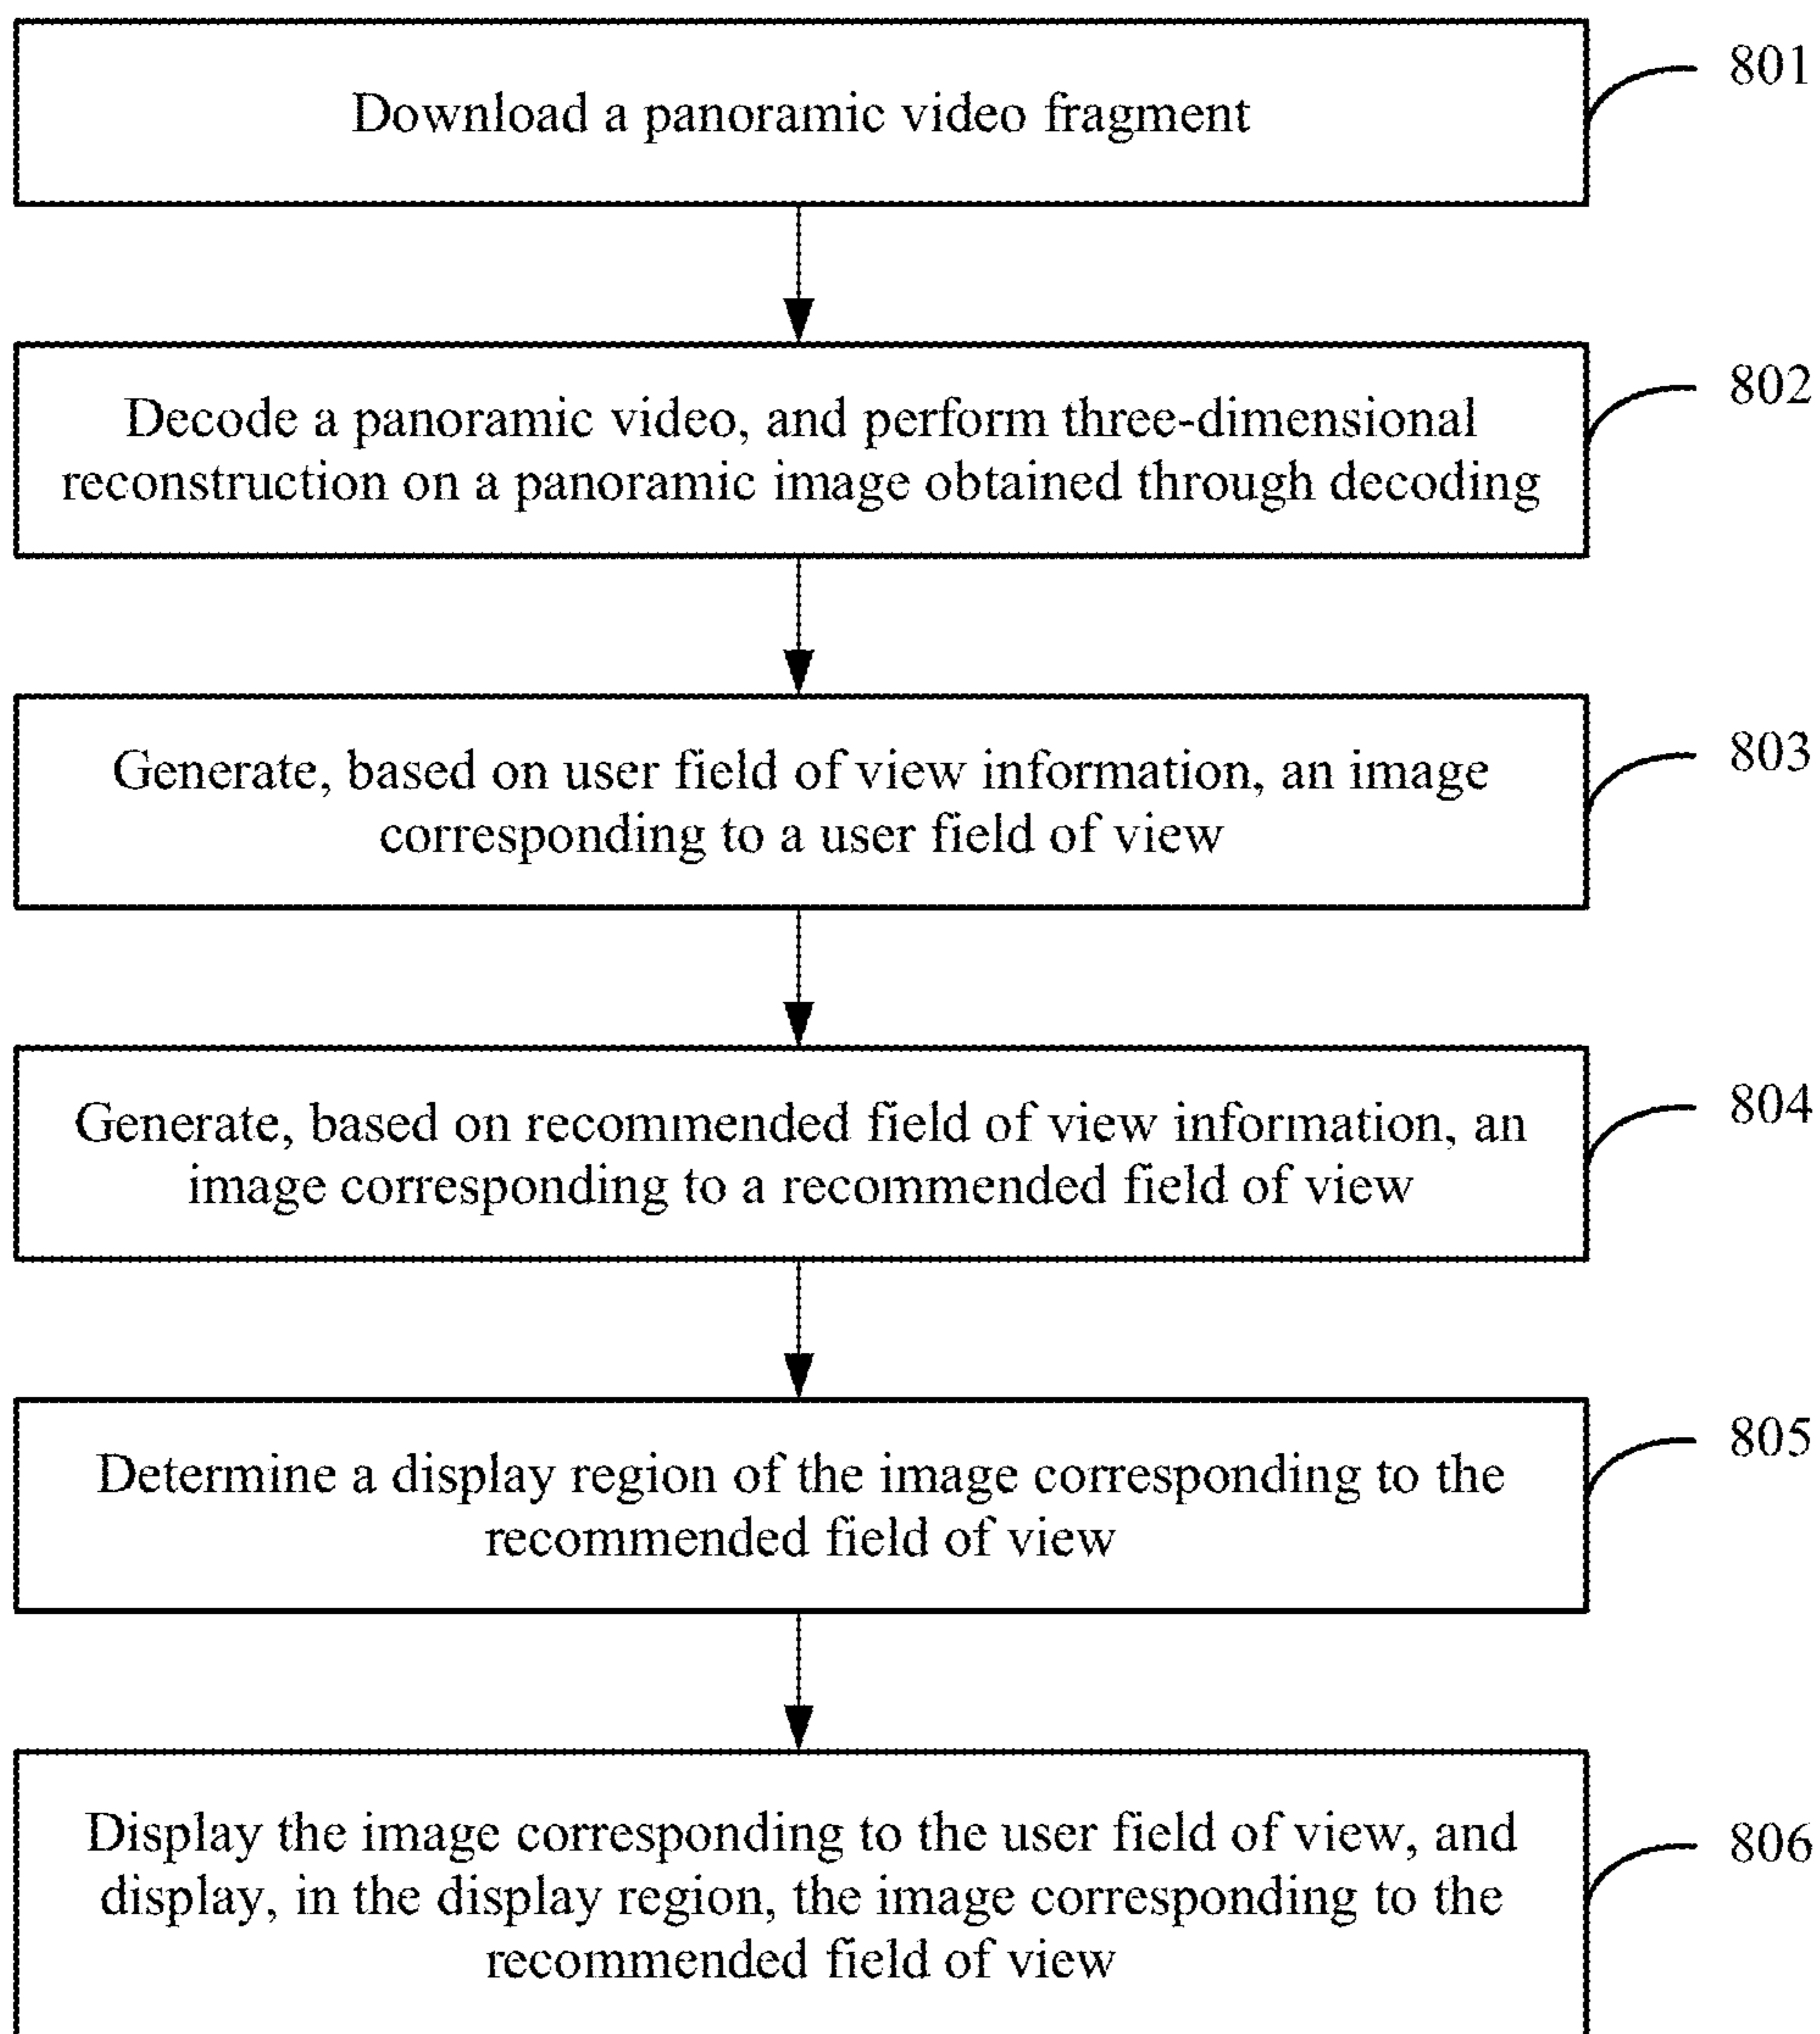 Download a panoramic video fragment
801
Decode a panoramic video, and perform three-dimensional
reconstruction on a panoramic image obtained through decoding
802
Generate, based on user field of view information, an image
corresponding to a user field of view
803
Generate, based on recommended field of view information, an
image corresponding to a recommended field of view
804
Determine a display region of the image corresponding to the
recommended field of view
805
Display the image corresponding to the user field of view, and
display, in the display region, the image corresponding to the
recommended field of view
806